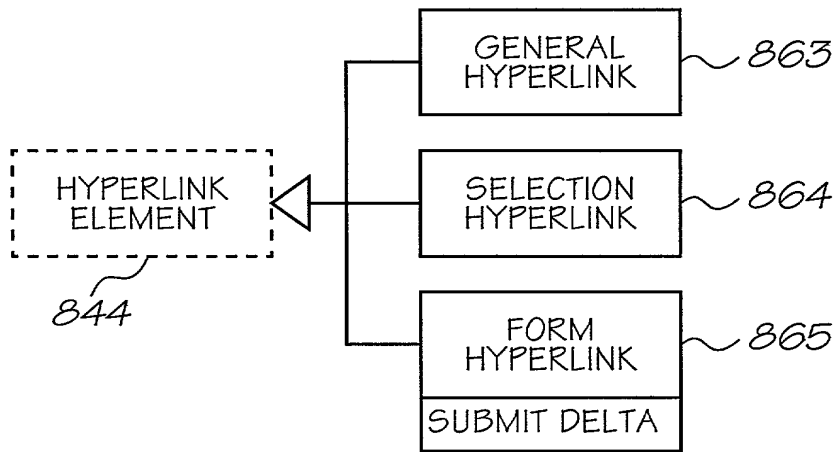 GENERAL
HYPERLINK
863
HYPERLINK
ELEMENT
844
SELECTION
HYPERLINK
864
FORM
HYPERLINK
865
SUBMIT DELTA